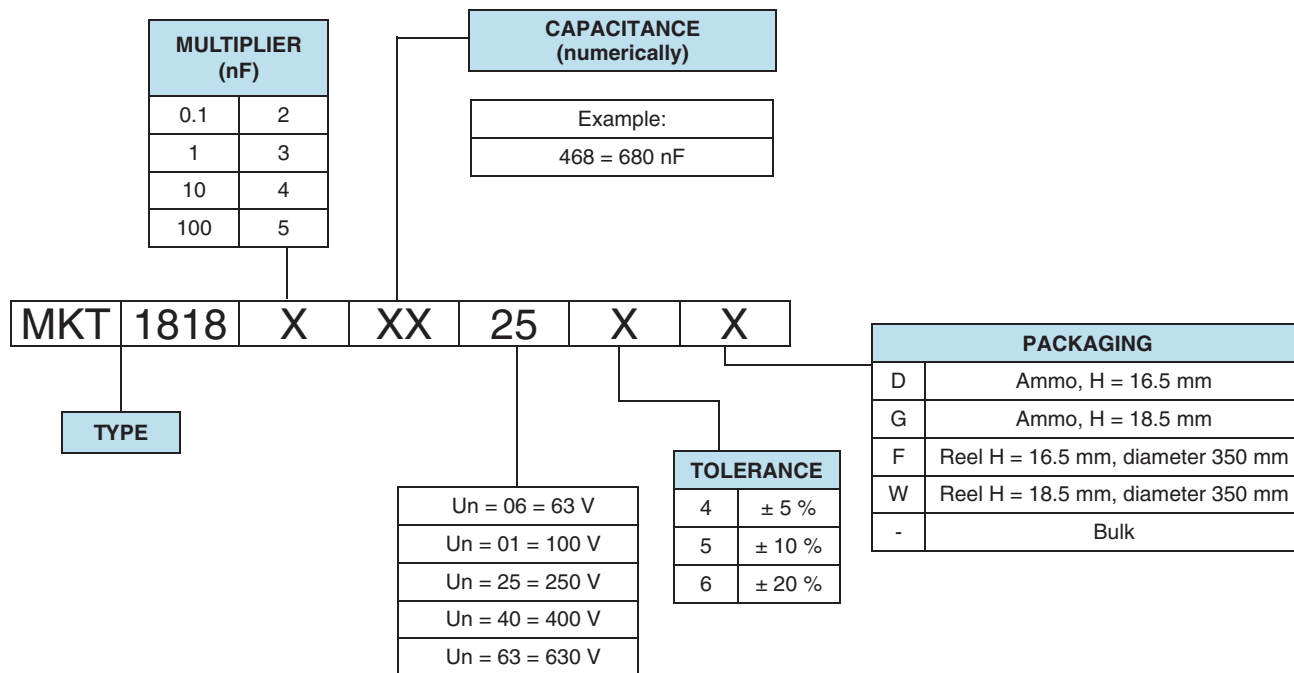 MULTIPLIER
(nF)
0.1 2
1 3
10 4
100 5
CAPACITANCE
(numerically)
Example:
468 = 680 nF
MKT 1818 X XX 25 X X
TYPE
Un = 06 = 63 V
Un = 01 = 100 V
Un = 25 = 250 V
Un = 40 = 400 V
Un = 63 = 630 V
TOLERANCE
4 ± 5 %
5 ± 10 %
6 ± 20 %
PACKAGING
D Ammo, H = 16.5 mm
G Ammo, H = 18.5 mm
F Reel H = 16.5 mm, diameter 350 mm
W Reel H = 18.5 mm, diameter 350 mm
- Bulk